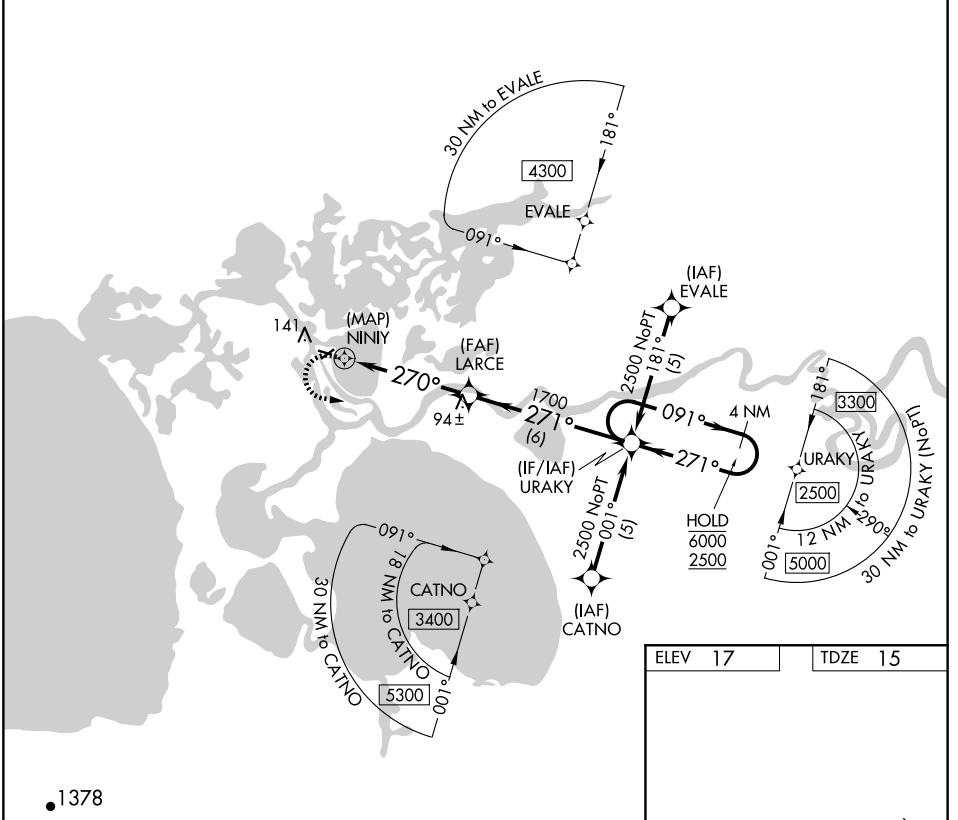 30 NM to EVALE
181°
4300
EVALE
091°
(IAF)
EVALE
141
(MAP)
NINIY
2500 NoPT
181°
(5)
(FAF)
LARCE
270°
94±
1700
271°
(6)
091°
4 NM
271°
(IF/IAF)
URAKY
181°
3300
URAKY
2500
12 NM to URAKY
290°
30 NM to URAKY (NoPT)
001°
5000
HOLD
6000
2500
2500 NoPT
001°
(5)
(IAF)
CATNO
091°
CATNO
3400
18 NM to CATNO
30 NM to CATNO
5300
001°
ELEV 17
TDZE 15
1378